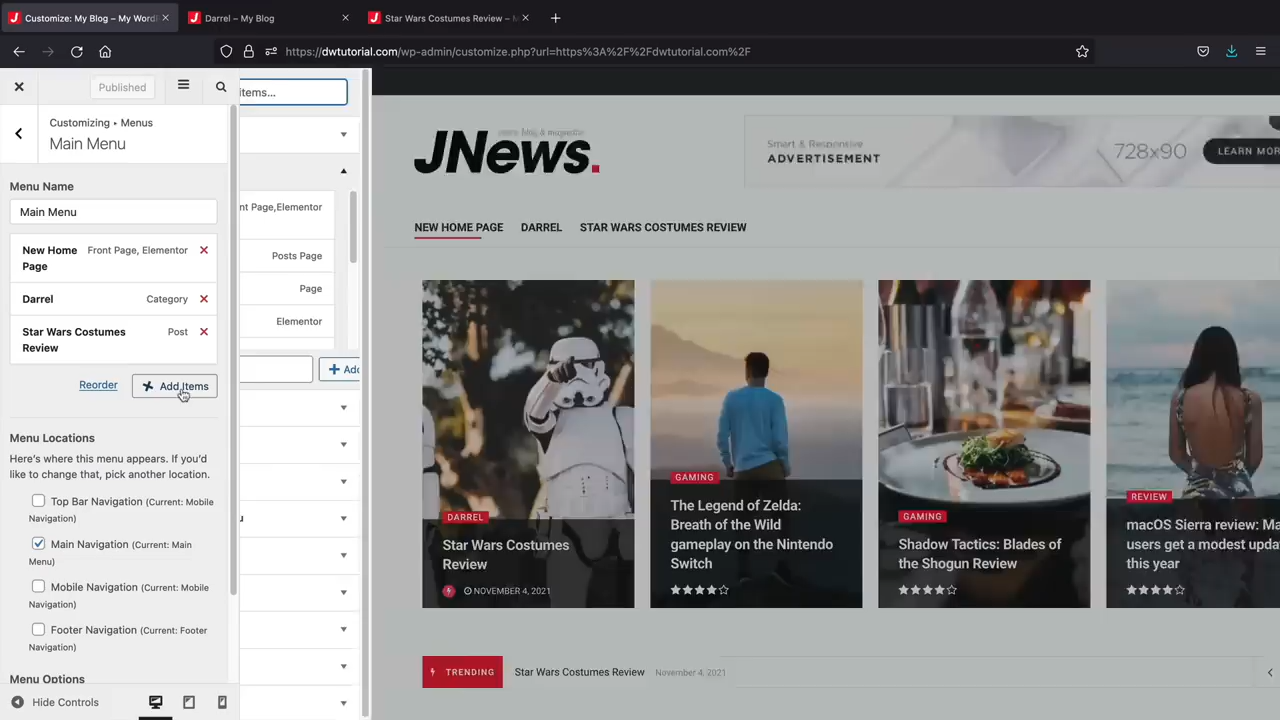 Customize: My Blog – My WordP
Darrel – My Blog
Star Wars Costumes Review – M
https://dwtutorial.com/wp-admin/customize.php?url=https%3A%2F%2Fdwtutorial.com%2F
Published
items...
Customizing • Menus
Main Menu
Menu Name
Main Menu
New Home
Page
Front Page, Elementor
Darrel
Category
Star Wars Costumes
Review
Post
Reorder
Add Items
nt Page,Elementor
Posts Page
Page
Elementor
Add
u
Menu Locations
Here's where this menu appears. If you'd
like to change that, pick another location.
Top Bar Navigation (Current: Mobile
Navigation)
Main Navigation (Current: Main
Menu)
Mobile Navigation (Current: Mobile
Navigation)
Footer Navigation (Current: Footer
Navigation)
Menu Options
Hide Controls
JNews.
Smart & Responsive
ADVERTISEMENT
728x90
LEARN MOR
NEW HOME PAGE
DARREL
STAR WARS COSTUMES REVIEW
DARREL
Star Wars Costumes
Review
NOVEMBER 4, 2021
GAMING
The Legend of Zelda:
Breath of the Wild
gameplay on the Nintendo
Switch
GAMING
Shadow Tactics: Blades of
the Shogun Review
REVIEW
macOS Sierra review: Ma
users get a modest upda
this year
TRENDING
Star Wars Costumes Review
November 4, 2021